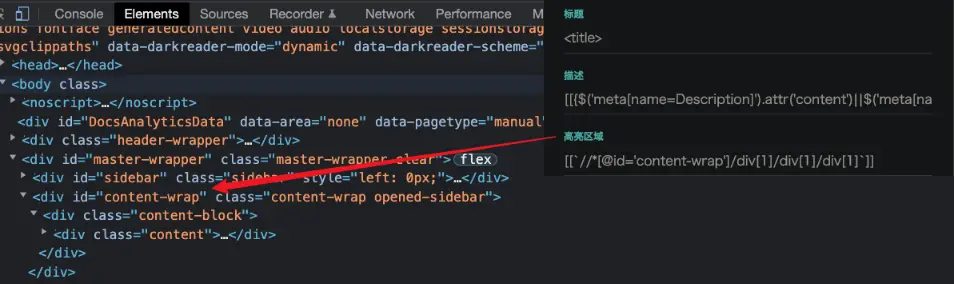 Console Elements Sources Recorder Network Performance M
ions fontface generatedcontent video audio localstorage sessionstorag
svgclippaths" data-darkreader-mode="dynamic" data-darkreader-scheme="
<head>…</head>
<body class>
<noscript>…</noscript>
<div id="DocsAnalyticsData" data-area="none" data-pagetype="manual"
<div class="header-wrapper">…</div>
<div id="master-wrapper" class="master-wrapper clear"> flex
<div id="sidebar" class="sidebar" style="left: 0px;">…</div>
<div id="content-wrap" class="content-wrap opened-sidebar">
<div class="content-block">
<div class="content">…</div>
</div>
</div>
标题
<title>
描述
[[{$('meta[name=Description]').attr('content')||$('meta[na
高亮区域
[[`//*[@id='content-wrap']/div[1]/div[1]/div[1]`]]